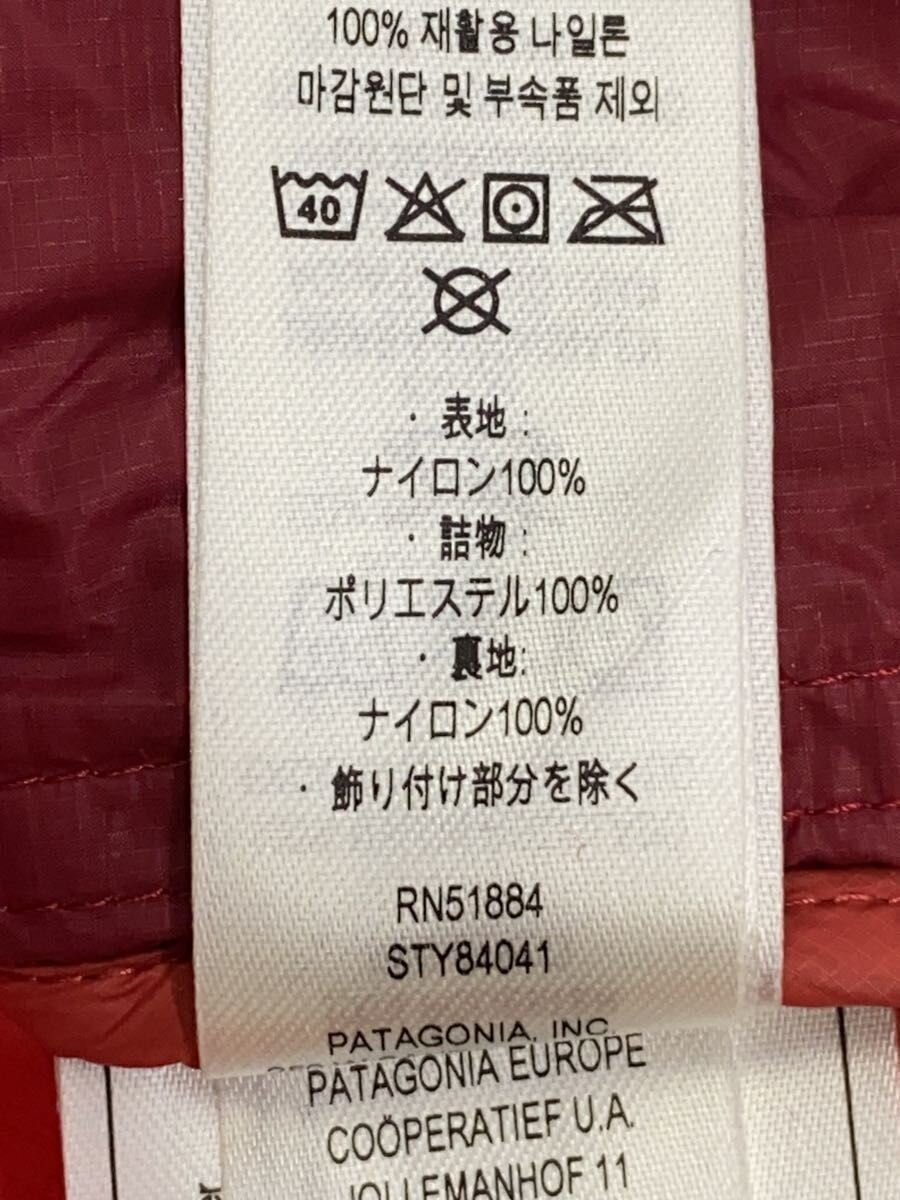 100% 재활용 나일론
마감원단 및 부속품 제외
40
· 表地 :
ナイロン100%
· 詰物 :
ポリエステル100%
· 裏地:
ナイロン100%
· 飾り付け部分を除く
RN51884
STY84041
PATAGONIA, INC
PATAGONIA EUROPE
COÖPERATIEF U.A.
JOLLEMANHOF 11